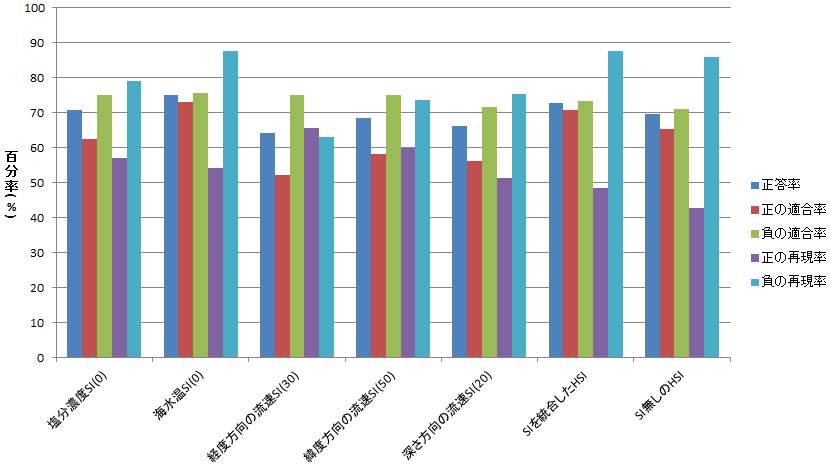 100
90
80
70
60
50
40
30
20
10
0
百分率(%)
塩分濃度SI(0)
海水温SI(0)
経度方向の流速SI(30)
緯度方向の流速SI(50)
深さ方向の流速SI(20)
SIを統合したHSI
SI無しのHSI
正答率
正の適合率
負の適合率
正の再現率
負の再現率